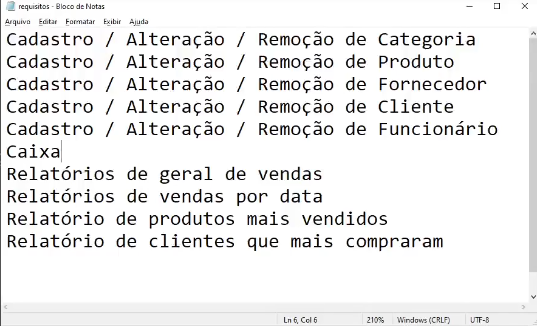 requisitos - Bloco de Notas
Arquivo Editar Formatar Exibir Ajuda
Cadastro / Alteração / Remoção de Categoria
Cadastro / Alteração / Remoção de Produto
Cadastro / Alteração / Remoção de Fornecedor
Cadastro / Alteração / Remoção de Cliente
Cadastro / Alteração / Remoção de Funcionário
Caixa
Relatórios de geral de vendas
Relatórios de vendas por data
Relatório de produtos mais vendidos
Relatório de clientes que mais compraram
Ln 6, Col 6 210% Windows (CRLF) UTF-8